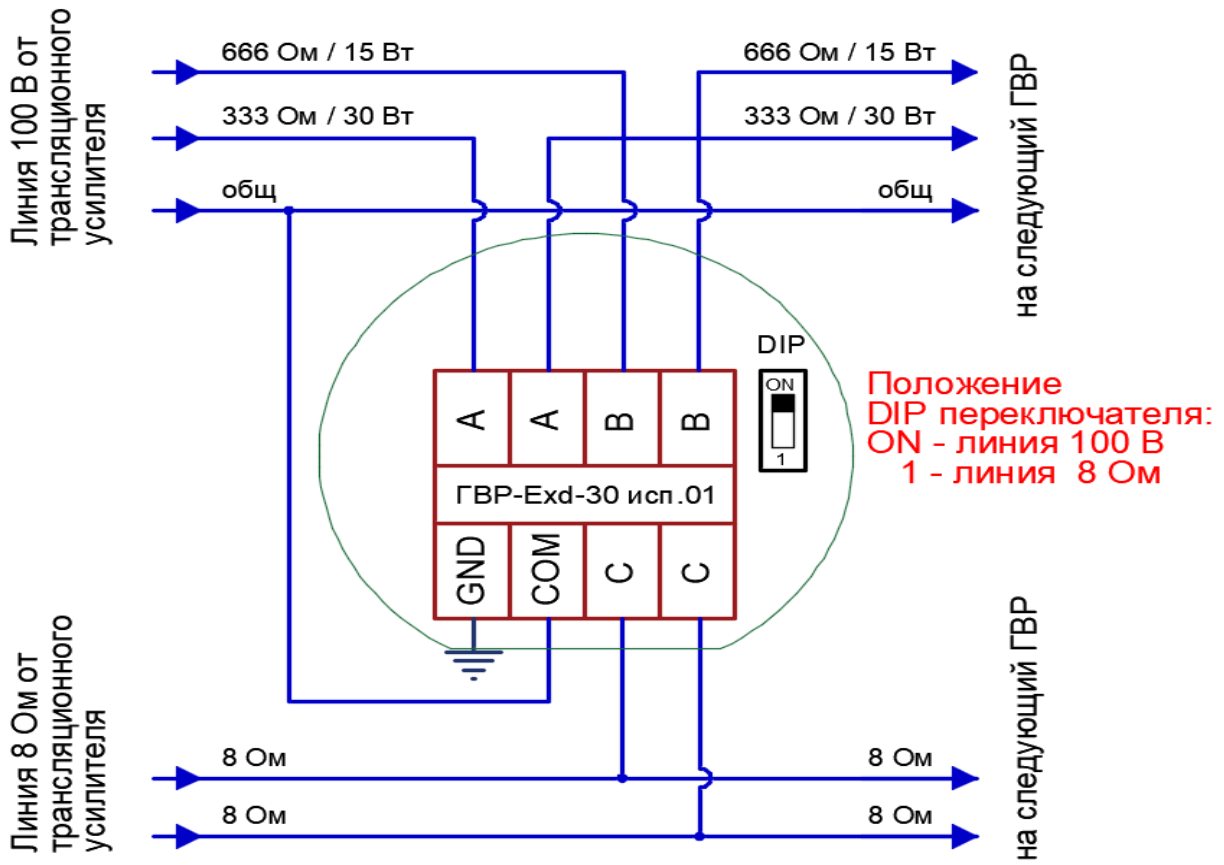 Линия 100 В от
трансляционного
усилителя
666 Ом / 15 Вт
666 Ом / 15 Вт
333 Ом / 30 Вт
333 Ом / 30 Вт
общ
общ
на следующий ГВР
DIP
ON
1
A
A
B
B
ГВР-Exd-30 исп.01
GND
COM
C
C
Положение
DIP переключателя:
ON - линия 100 В
1 - линия 8 Ом
Линия 8 Ом от
трансляционного
усилителя
8 Ом
8 Ом
8 Ом
8 Ом
на следующий ГВР